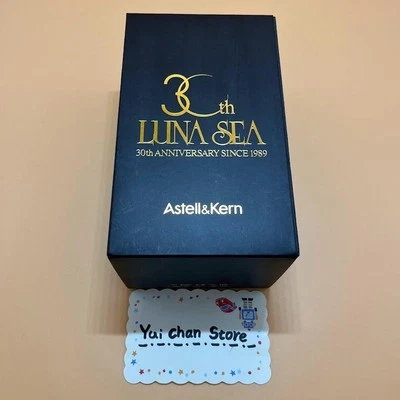 30th
LUNA SEA
30th ANNIVERSARY SINCE 1989
Astell&Kern
Yui chan Store